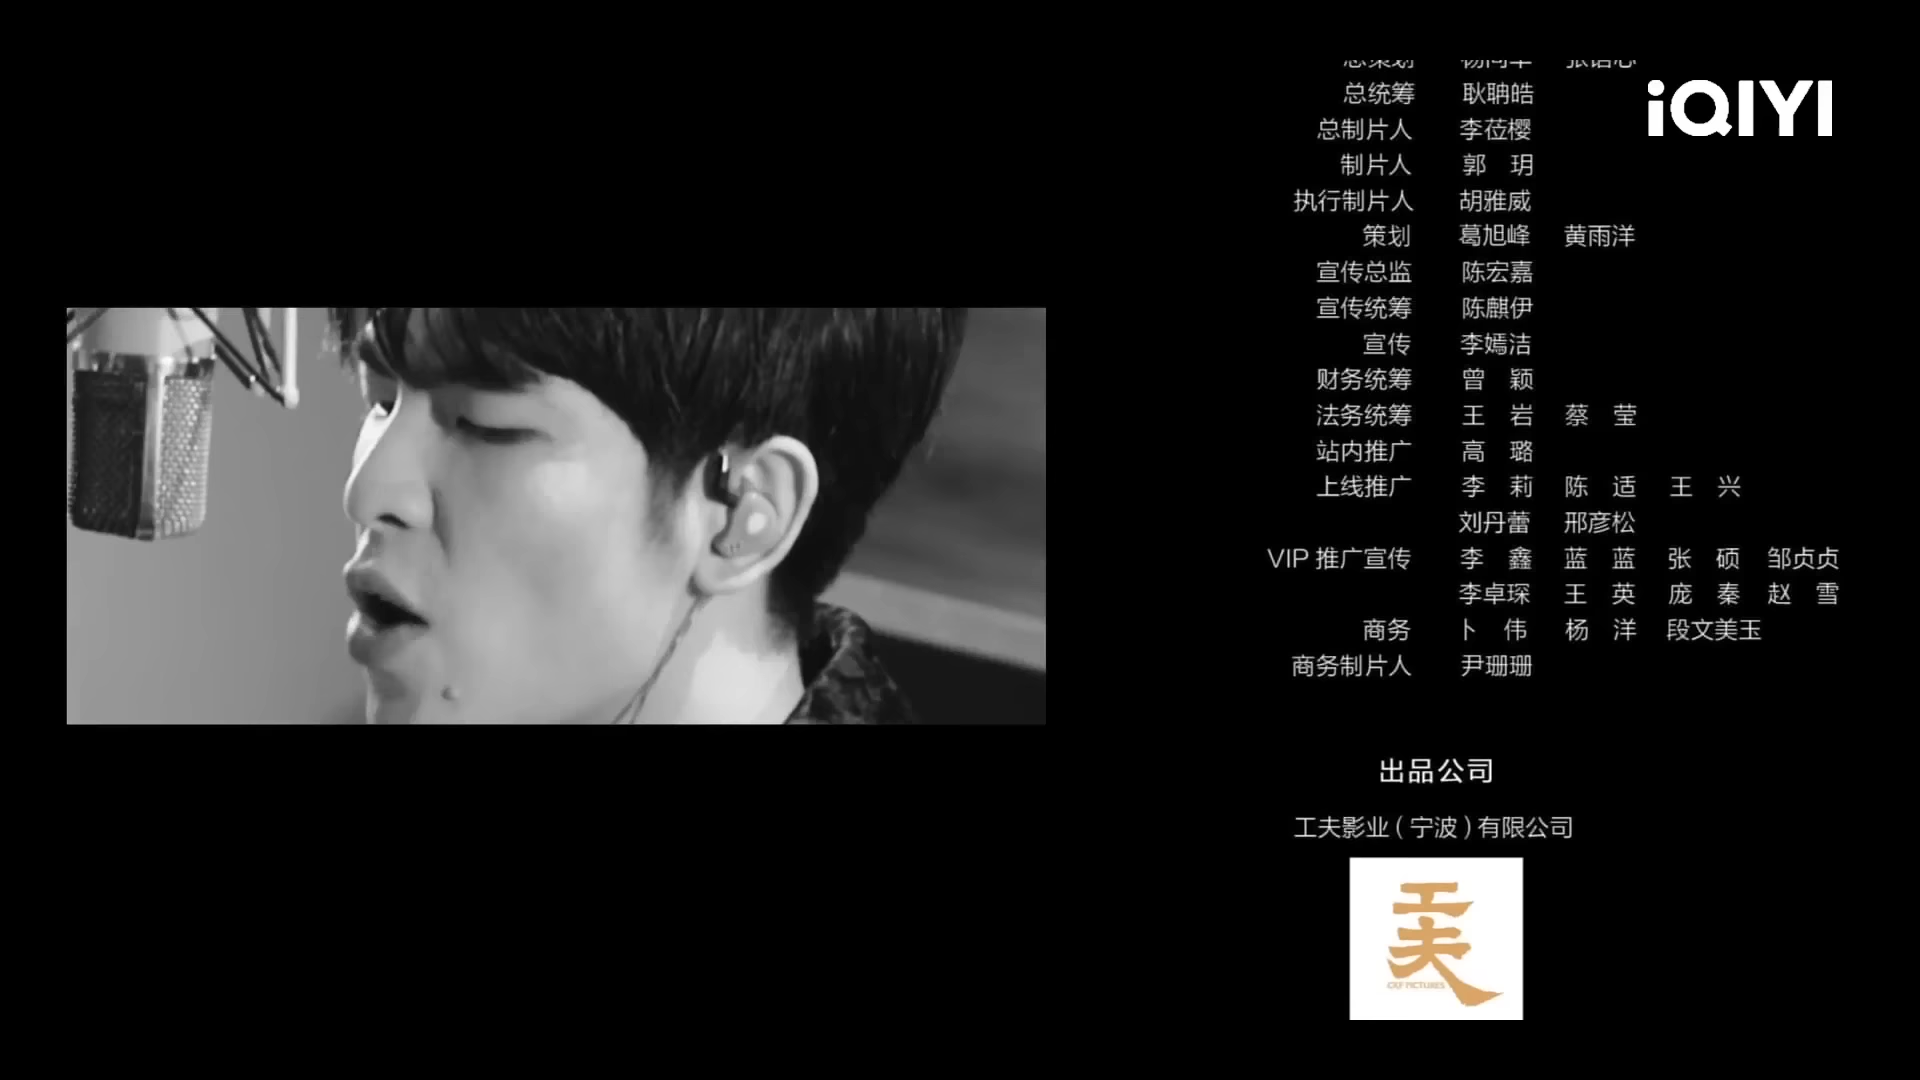 iQIYI
总统筹 耿聃皓
总制片人 李莅樱
制片人 郭 玥
执行制片人 胡雅威
策划 葛旭峰 黄雨洋
宣传总监 陈宏嘉
宣传统筹 陈麒伊
宣传 李嫣洁
财务统筹 曾 颖
法务统筹 王 岩 蔡 莹
站内推广 高 璐
上线推广 李 莉 陈 适 王 兴
刘丹蕾 邢彦松
VIP 推广宣传 李 鑫 蓝 蓝 张 硕 邹贞贞
李卓琛 王 英 庞 秦 赵 雪
商务 卜 伟 杨 洋 段文美玉
商务制片人 尹珊珊
出品公司
工夫影业(宁波)有限公司
工夫
PICTURES